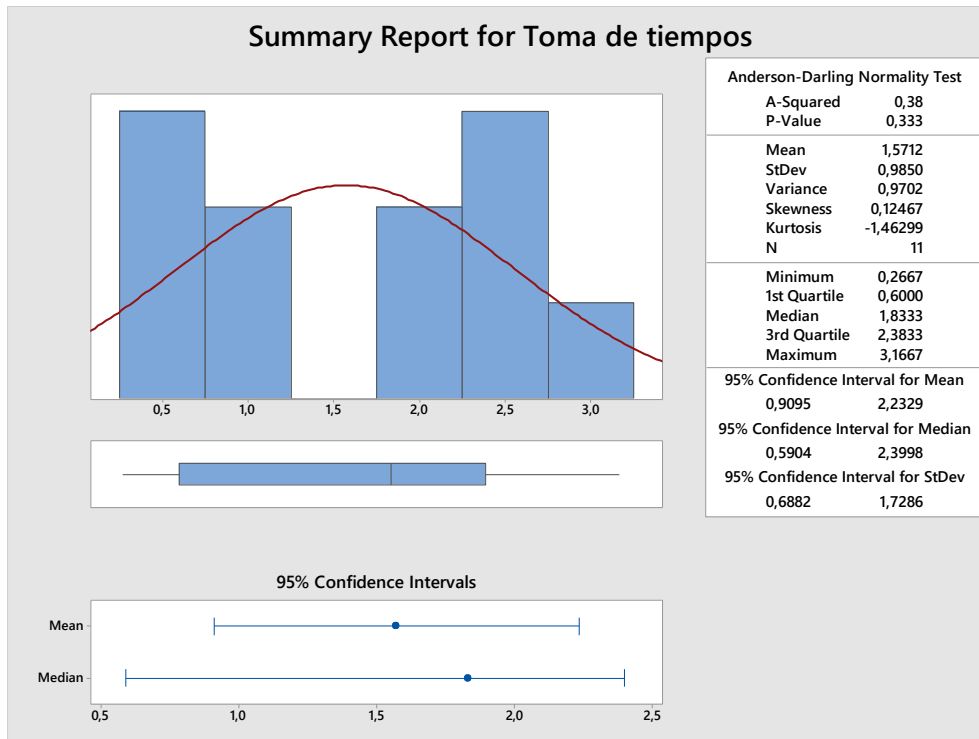 Summary Report for Toma de tiempos
0,5 1,0 1,5 2,0 2,5 3,0
Anderson-Darling Normality Test
A-Squared 0,38
P-Value 0,333
Mean 1,5712
StDev 0,9850
Variance 0,9702
Skewness 0,12467
Kurtosis -1,46299
N 11
Minimum 0,2667
1st Quartile 0,6000
Median 1,8333
3rd Quartile 2,3833
Maximum 3,1667
95% Confidence Interval for Mean
0,9095 2,2329
95% Confidence Interval for Median
0,5904 2,3998
95% Confidence Interval for StDev
0,6882 1,7286
95% Confidence Intervals
Mean
Median
0,5 1,0 1,5 2,0 2,5